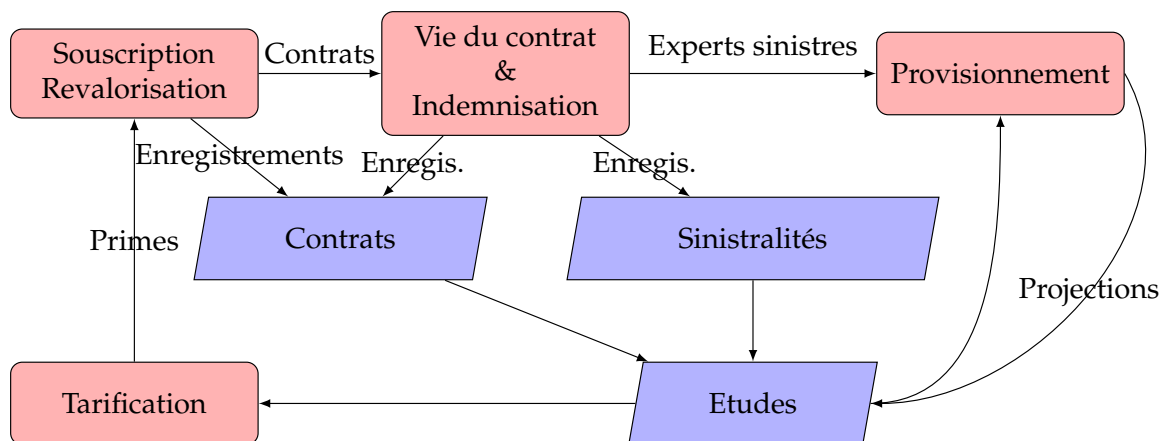 Souscription
Revalorisation
Contrats
Vie du contrat
&
Indemnisation
Experts sinistres
Provisionnement
Enregistrements
Enregis.
Enregis.
Primes
Contrats
Sinistralités
Projections
Tarification
Etudes